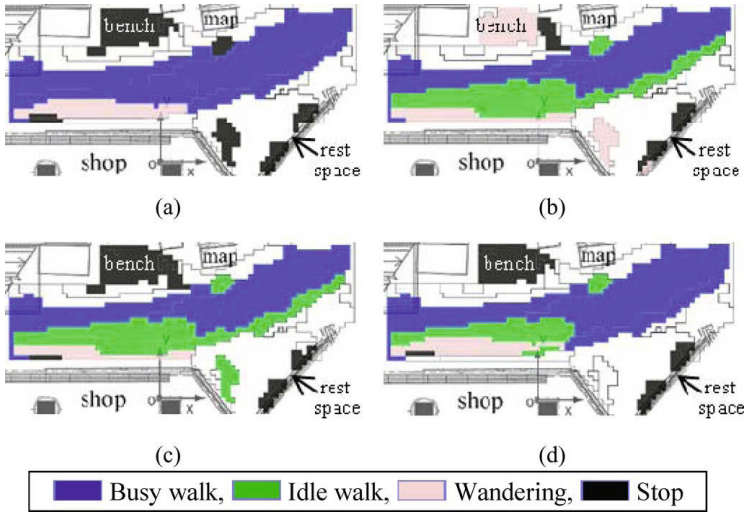 bench
map
shop
o
x
rest
space
(a)
bench
map
y
shop
o
x
rest
space
(b)
bench
map
y
shop
o
x
rest
space
(c)
bench
map
y
shop
o
x
rest
space
(d)
Busy walk, Idle walk, Wandering, Stop